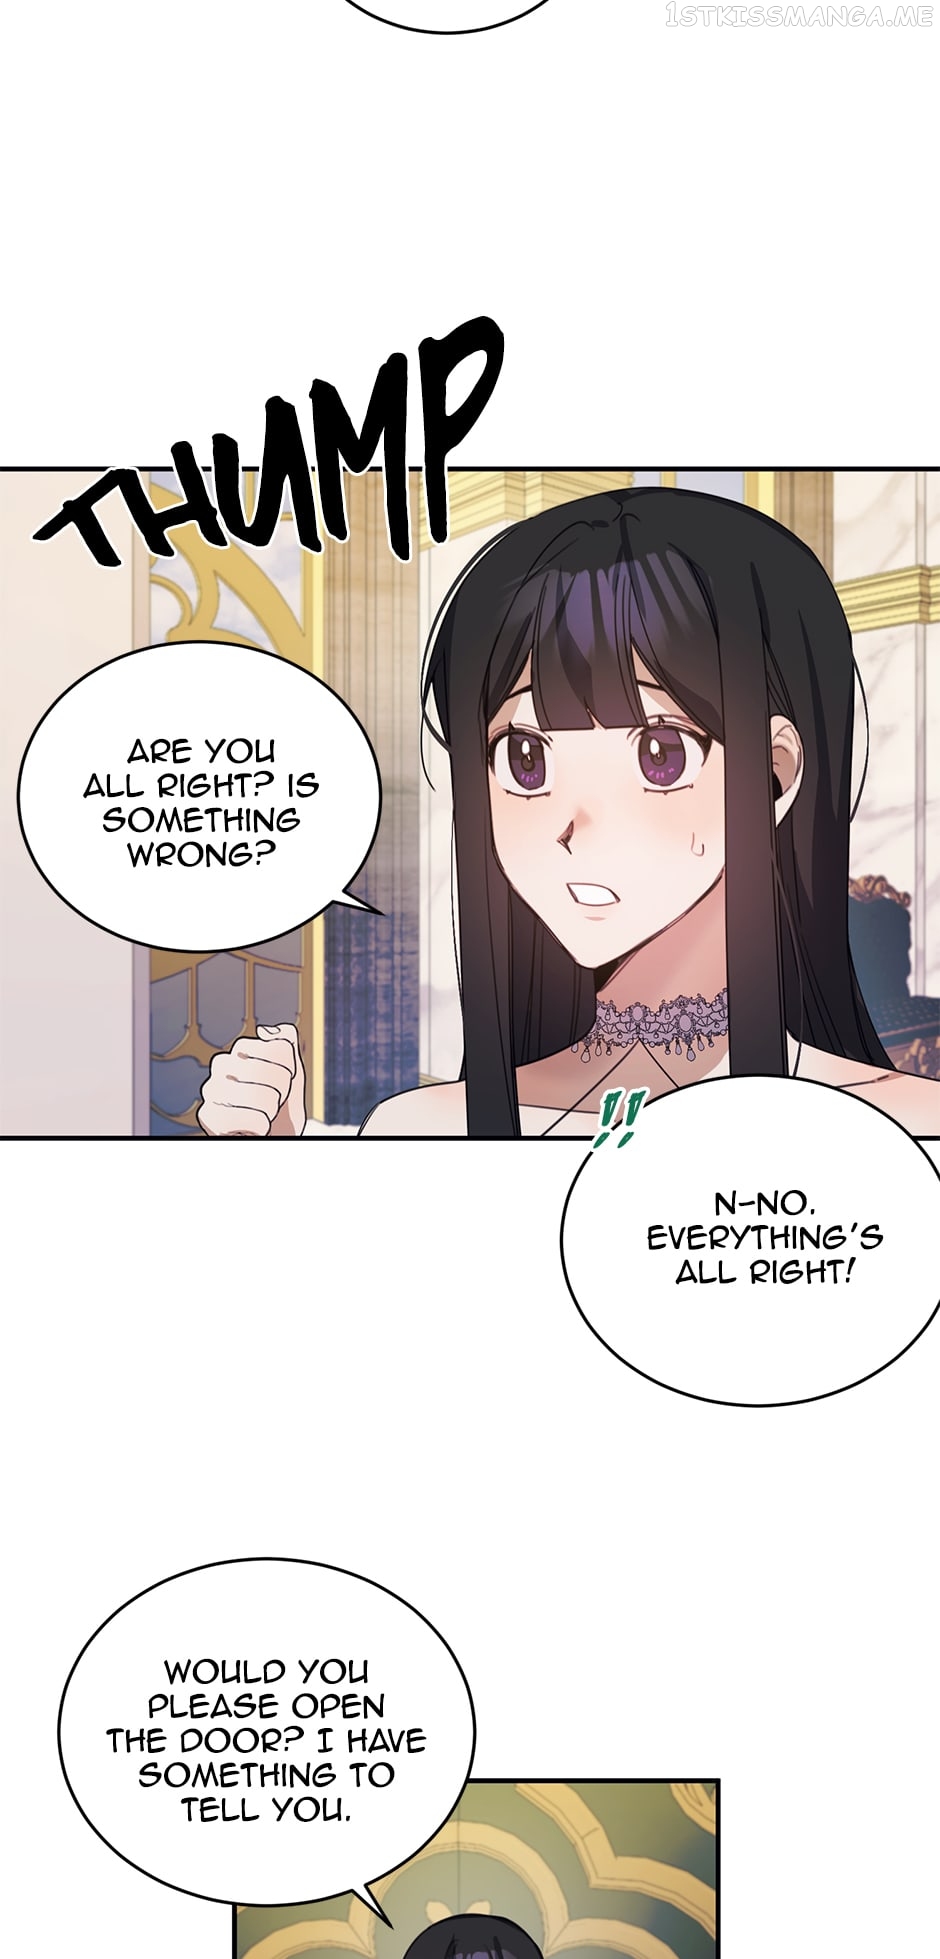 1STKISSMANGA.ME
THUMP
ARE YOU
ALL RIGHT? IS
SOMETHING
WRONG?
!!
N-NO.
EVERYTHING'S
ALL RIGHT!
WOULD YOU
PLEASE OPEN
THE DOOR? I HAVE
SOMETHING TO
TELL YOU.